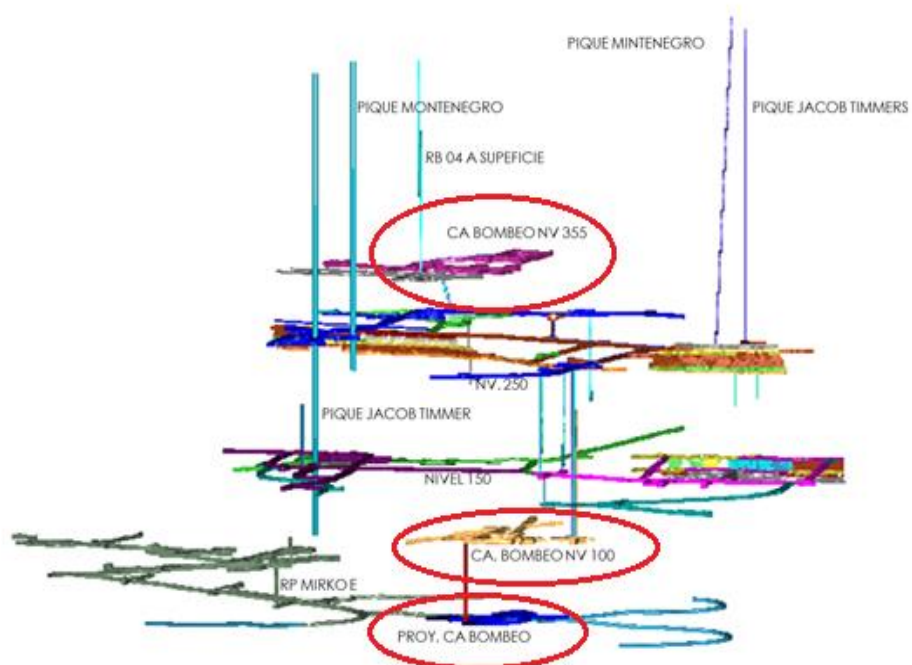 PIQUE MINTENEGRO
PIQUE MONTENEGRO
PIQUE JACOB TIMMERS
RB 04 A SUPEFICIE
CA BOMBEO NV 355
NV. 250
PIQUE JACOB TIMMER
NIVEL 150
CA. BOMBEO NV 100
RP MIRKO E
PROY. CA BOMBEO